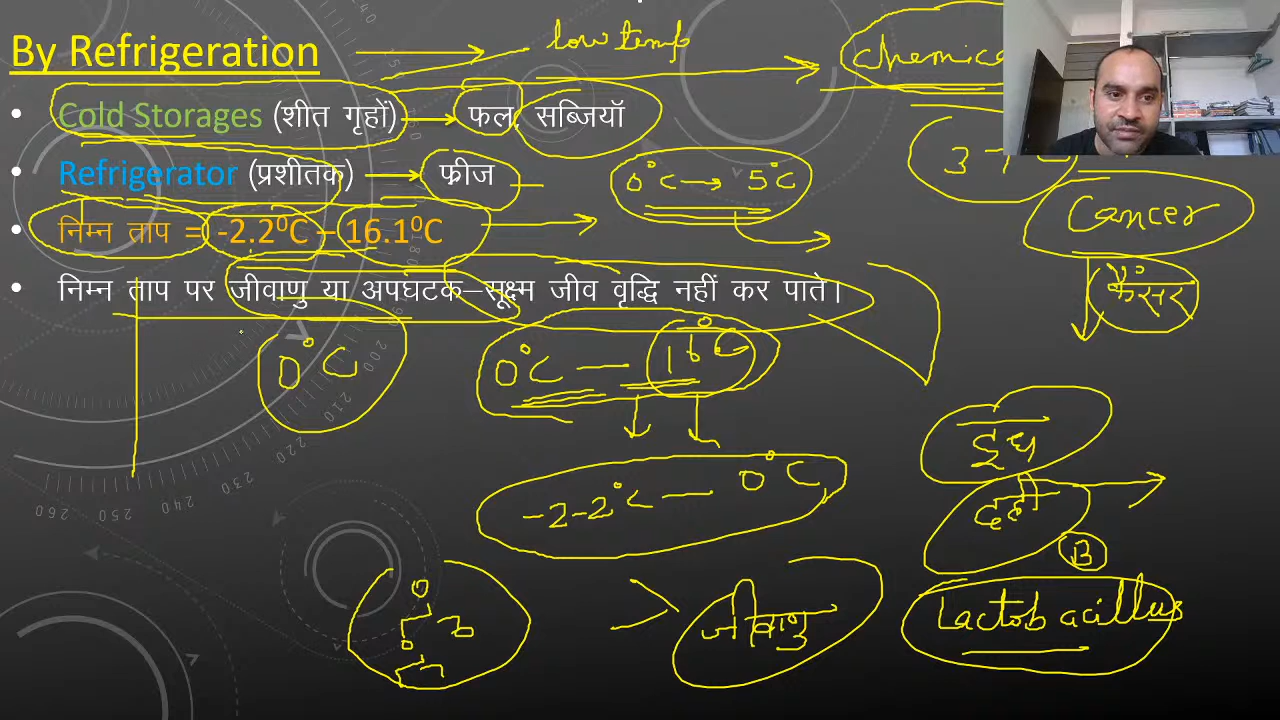 By Refrigeration
low temp
chemica
• Cold Storages (शीत गृहों) → फल, सब्जियॉ
• Refrigerator (प्रशीतक) → फ्रीज
0°C → 5°C
37
• निम्न ताप = -2.2⁰C – 16.1⁰C
Cancer
• निम्न ताप पर जीवाणु या अपघटक–सूक्ष्म जीव वृद्धि नहीं कर पाते।
कैंसर
0°C
0°C — 16°C
दूध
-2-2°C — 0°C
दही
B
जीवाणु
Lactobacillus